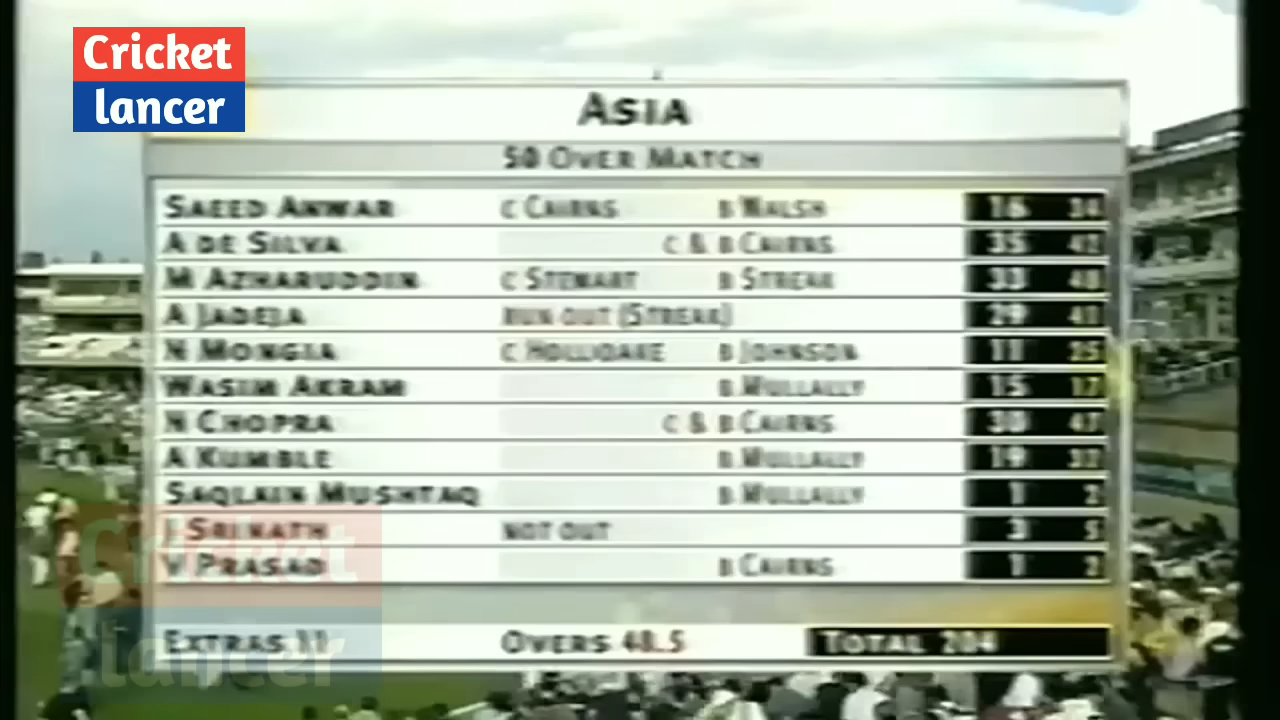 Cricket
lancer
ASIA
50 OVER MATCH
SAEED ANWAR C CAIRNS B WALSH 16 34
A DE SILVA C & B CAIRNS 35 42
M AZHARUDDIN C STEWART B STREAK 33 48
A JADEJA RUN OUT (STREAK) 29 41
N MONGIA C HOLLIOAKE B JOHNSON 11 25
WASIM AKRAM B MULLALLY 15 17
N CHOPRA C & B CAIRNS 30 47
A KUMBLE B MULLALLY 19 32
SAQLAIN MUSHTAQ B MULLALLY 1 2
J SRINATH NOT OUT 3 5
V PRASAD B CAIRNS 1 2
EXTRAS 11 OVERS 48.5 TOTAL 204
Cricket
lancer